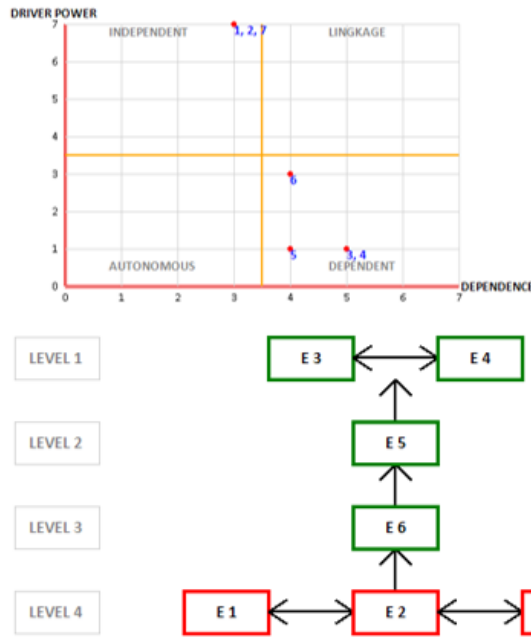 DRIVER POWER
7
INDEPENDENT
1, 2, 7
LINGKAGE
6
5
4
3
6
2
1
5
3, 4
AUTONOMOUS
DEPENDENT
0
DEPENDENCE
0 1 2 3 4 5 6 7
LEVEL 1
E 3
E 4
LEVEL 2
E 5
LEVEL 3
E 6
LEVEL 4
E 1
E 2